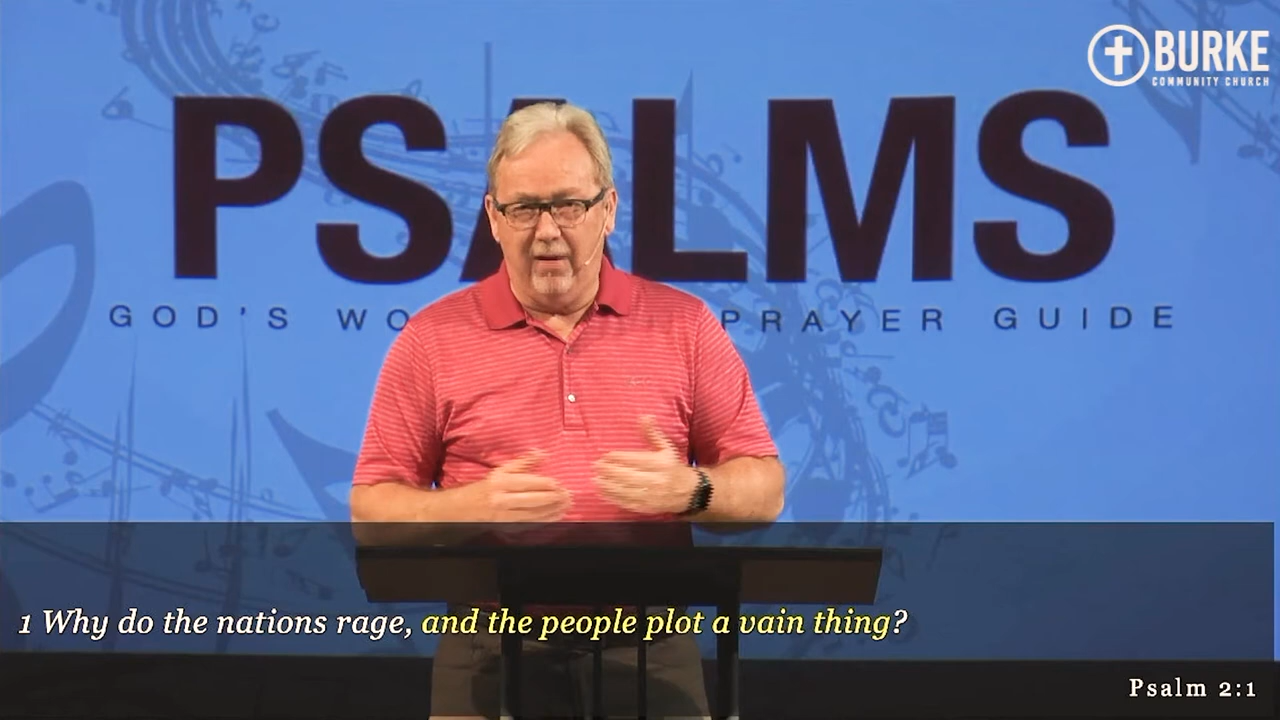 BURKE
COMMUNITY CHURCH
PSALMS
GOD'S WO PRAYER GUIDE
1 Why do the nations rage, and the people plot a vain thing?
Psalm 2:1